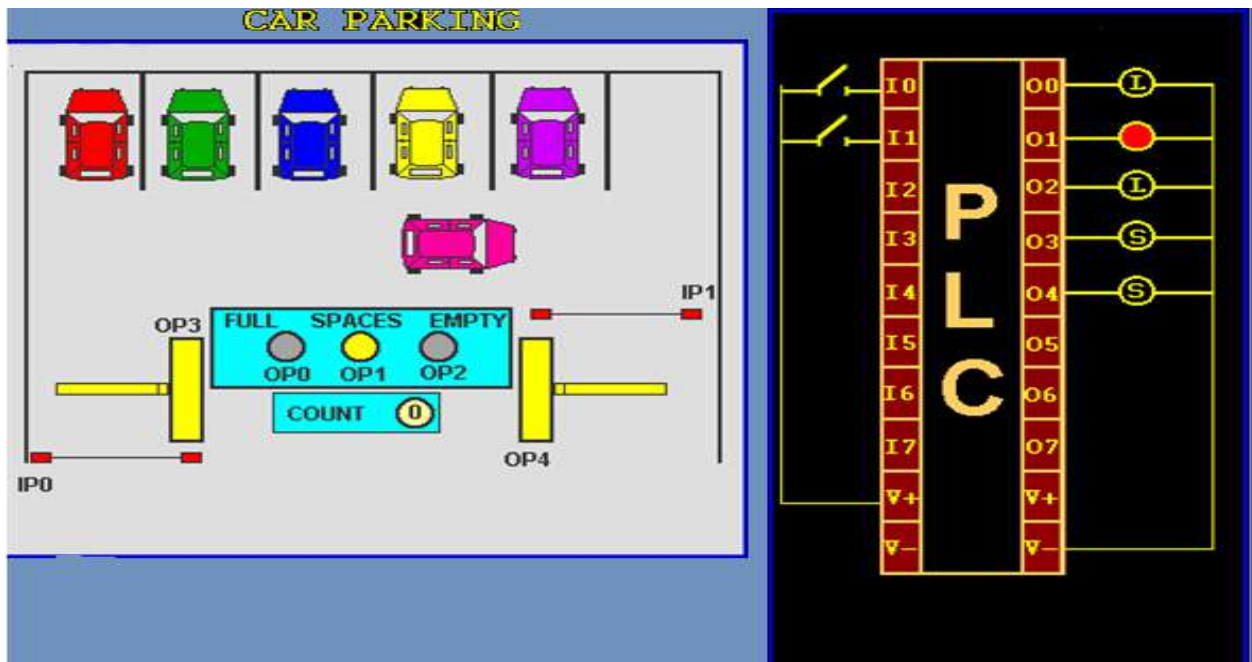 CAR PARKING
IP1
OP3
FULL SPACES EMPTY
OP0 OP1 OP2
COUNT 0
OP4
IP0
PLC
I0 O0 L
I1 O1
I2 O2 L
I3 O3 S
I4 O4 S
I5 O5
I6 O6
I7 O7
V+ V+
V- V-